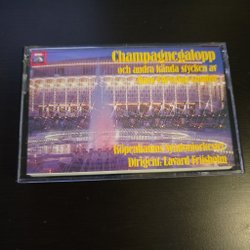 Champagnegalopp
och andra kända stycken av
Köpenhamns Symfoniorkester
Dirigent: Lavard Friisholm